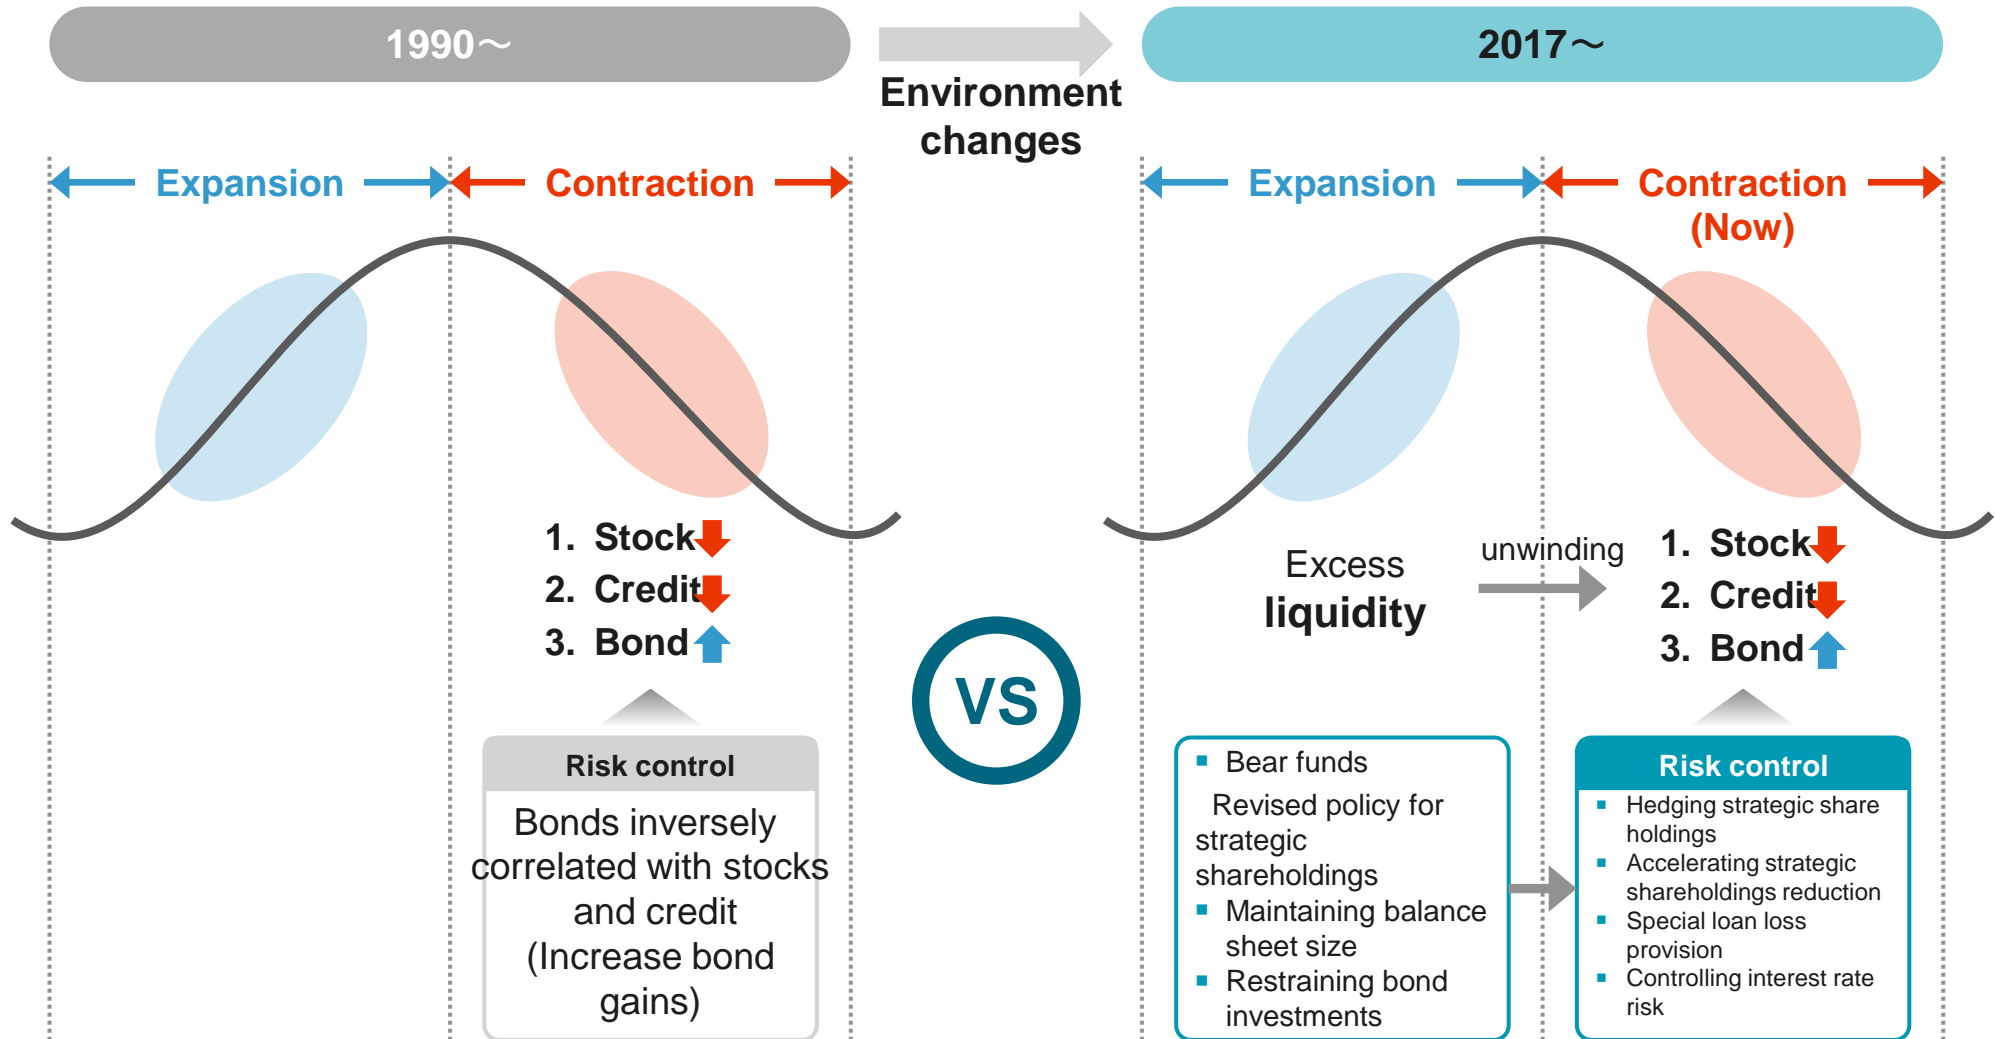 1990～
Environment
changes
2017～
Expansion
Contraction
Expansion
Contraction
(Now)
1. Stock
2. Credit
3. Bond
Excess
liquidity
unwinding
1. Stock
2. Credit
3. Bond
VS
Risk control
Bonds inversely
correlated with stocks
and credit
(Increase bond
gains)
▪ Bear funds
Revised policy for
strategic
shareholdings
▪ Maintaining balance
sheet size
▪ Restraining bond
investments
Risk control
▪ Hedging strategic share
holdings
▪ Accelerating strategic
shareholdings reduction
▪ Special loan loss
provision
▪ Controlling interest rate
risk